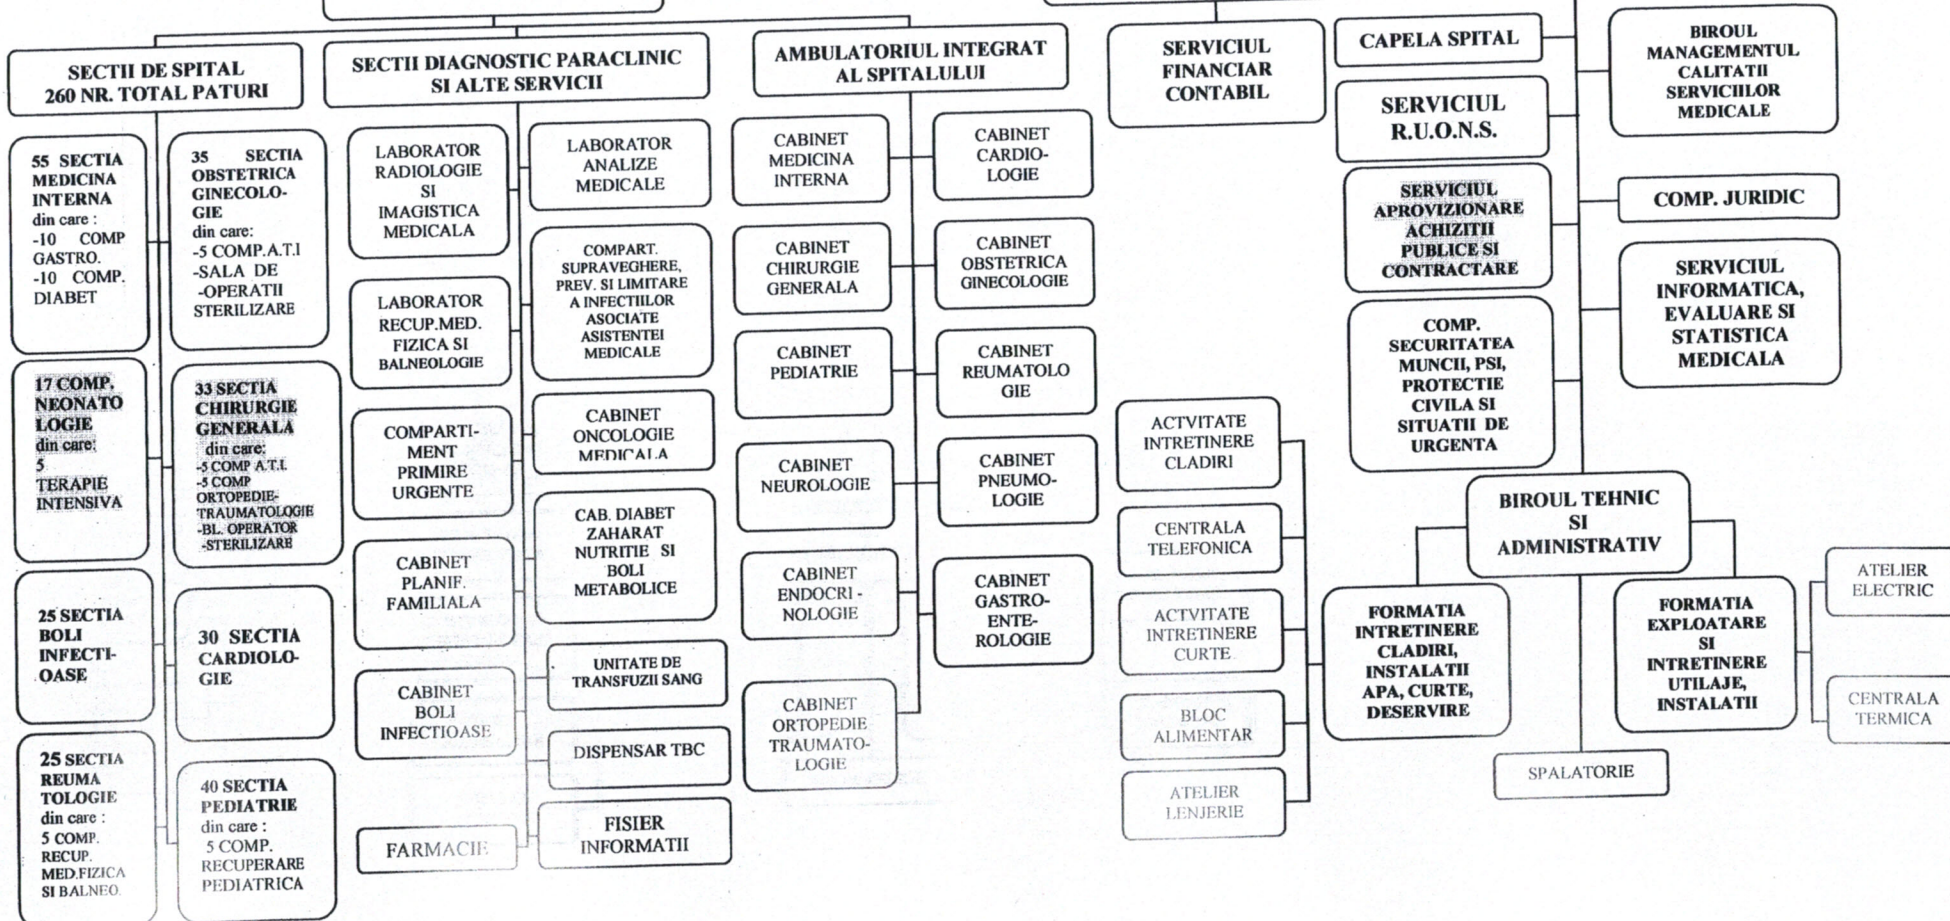 SECTII DE SPITAL
260 NR. TOTAL PATURI
55 SECTIA
MEDICINA
INTERNA
din care :
-10 COMP
GASTRO.
-10 COMP.
DIABET
35 SECTIA
OBSTETRICA
GINECOLO-
GIE
din care:
-5 COMP.A.T.I
-SALA DE
-OPERATII
STERILIZARE
17 COMP.
NEONATO
LOGIE
din care:
5
TERAPIE
INTENSIVA
33 SECTIA
CHIRURGIE
GENERALA
din care:
-5 COMP A.T.I.
-5 COMP
ORTOPEDIE-
TRAUMATOLOGIE
-BL. OPERATOR
-STERILIZARE
25 SECTIA
BOLI
INFECTI-
OASE
30 SECTIA
CARDIOLO-
GIE
25 SECTIA
REUMA
TOLOGIE
din care :
5 COMP.
RECUP.
MED.FIZICA
SI BALNEO.
40 SECTIA
PEDIATRIE
din care :
5 COMP.
RECUPERARE
PEDIATRICA
SECTII DIAGNOSTIC PARACLINIC
SI ALTE SERVICII
LABORATOR
RADIOLOGIE
SI
IMAGISTICA
MEDICALA
LABORATOR
ANALIZE
MEDICALE
LABORATOR
RECUP.MED.
FIZICA SI
BALNEOLOGIE
COMPART.
SUPRAVEGHERE,
PREV. SI LIMITARE
A INFECTIILOR
ASOCIATE
ASISTENTEI
MEDICALE
COMPARTI-
MENT
PRIMIRE
URGENTE
CABINET
ONCOLOGIE
MEDICALA
CABINET
PLANIF.
FAMILIALA
CAB. DIABET
ZAHARAT
NUTRITIE SI
BOLI
METABOLICE
CABINET
BOLI
INFECTIOASE
UNITATE DE
TRANSFUZII SANG
DISPENSAR TBC
FARMACIE
FISIER
INFORMATII
AMBULATORIUL INTEGRAT
AL SPITALULUI
CABINET
MEDICINA
INTERNA
CABINET
CARDIO-
LOGIE
CABINET
CHIRURGIE
GENERALA
CABINET
OBSTETRICA
GINECOLOGIE
CABINET
PEDIATRIE
CABINET
REUMATOLO
GIE
CABINET
NEUROLOGIE
CABINET
PNEUMO-
LOGIE
CABINET
ENDOCRI -
NOLOGIE
CABINET
GASTRO-
ENTE-
ROLOGIE
CABINET
ORTOPEDIE
TRAUMATO-
LOGIE
SERVICIUL
FINANCIAR
CONTABIL
CAPELA SPITAL
SERVICIUL
R.U.O.N.S.
SERVICIUL
APROVIZIONARE
ACHIZITII
PUBLICE SI
CONTRACTARE
COMP.
SECURITATEA
MUNCII, PSI,
PROTECTIE
CIVILA SI
SITUATII DE
URGENTA
BIROUL
MANAGEMENTUL
CALITATII
SERVICIILOR
MEDICALE
COMP. JURIDIC
SERVICIUL
INFORMATICA,
EVALUARE SI
STATISTICA
MEDICALA
BIROUL TEHNIC
SI
ADMINISTRATIV
ACTVITATE
INTRETINERE
CLADIRI
CENTRALA
TELEFONICA
ACTVITATE
INTRETINERE
CURTE
BLOC
ALIMENTAR
ATELIER
LENJERIE
FORMATIA
INTRETINERE
CLADIRI,
INSTALATII
APA, CURTE,
DESERVIRE
FORMATIA
EXPLOATARE
SI
INTRETINERE
UTILAJE,
INSTALATII
ATELIER
ELECTRIC
CENTRALA
TERMICA
SPALATORIE